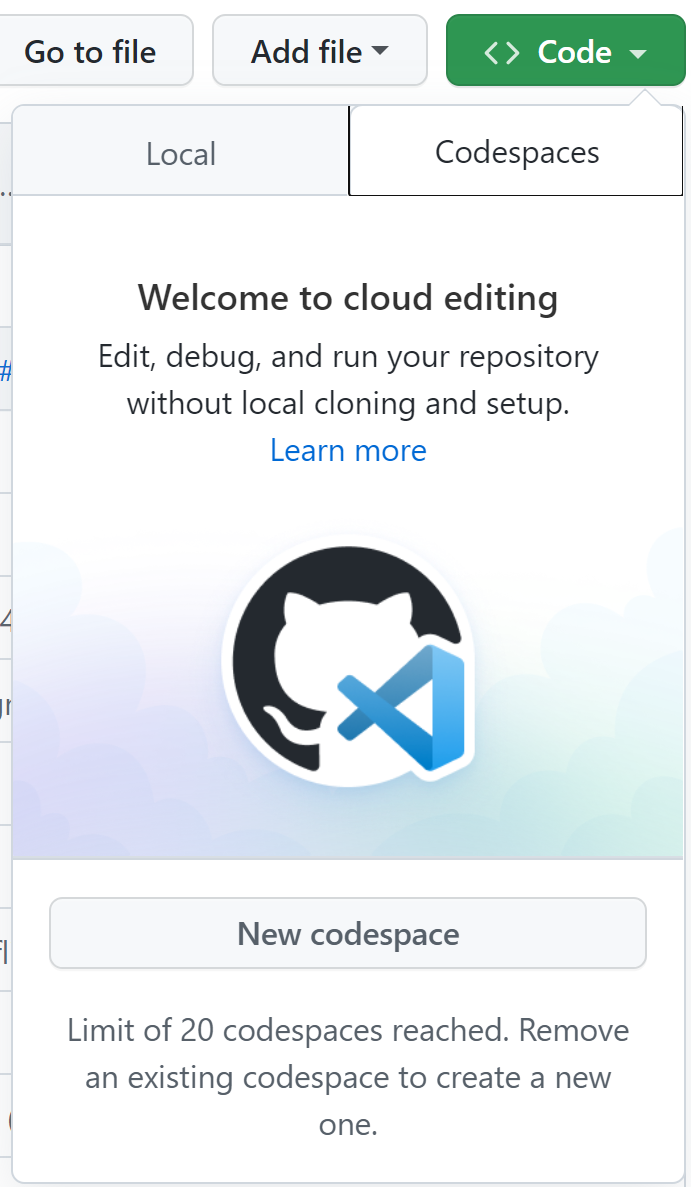 Go to file
Add file
<> Code
Local
Codespaces
Welcome to cloud editing
Edit, debug, and run your repository
without local cloning and setup.
Learn more
New codespace
Limit of 20 codespaces reached. Remove
an existing codespace to create a new
one.